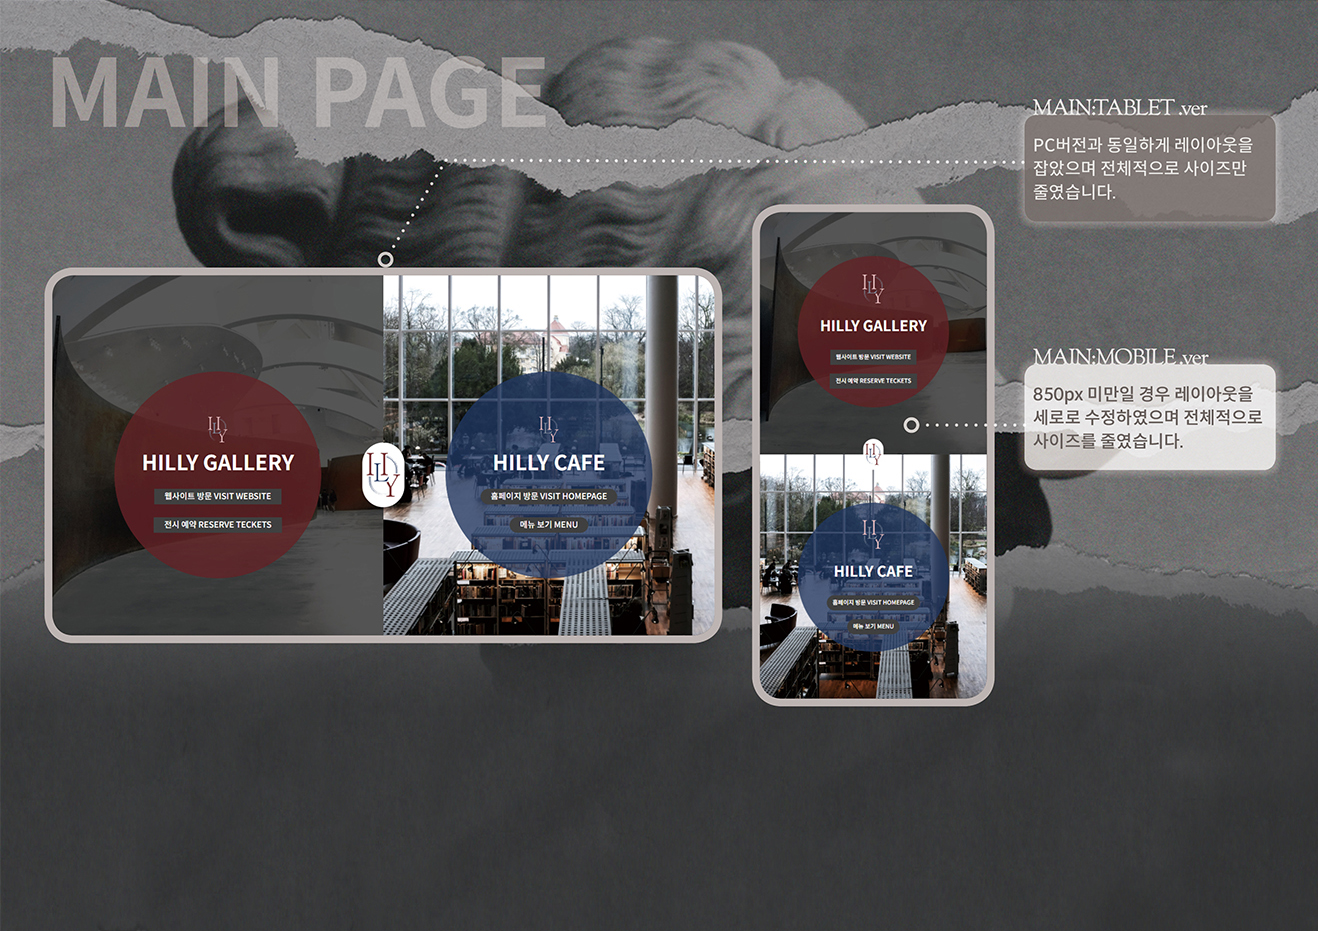 MAIN PAGE
MAIN:TABLET .ver
PC버전과 동일하게 레이아웃을
잡았으며 전체적으로 사이즈만
줄였습니다.
HILLY
HILLY GALLERY
웹사이트 방문 VISIT WEBSITE
전시 예약 RESERVE TECKETS
HILLY
HILLY
HILLY CAFE
홈페이지 방문 VISIT HOMEPAGE
메뉴 보기 MENU
MAIN:MOBILE.ver
850px 미만일 경우 레이아웃을
세로로 수정하였으며 전체적으로
사이즈를 줄였습니다.
HILLY
HILLY GALLERY
웹사이트 방문 VISIT WEBSITE
전시 예약 RESERVE TECKETS
HILLY
HILLY
HILLY CAFE
홈페이지 방문 VISIT HOMEPAGE
메뉴 보기 MENU